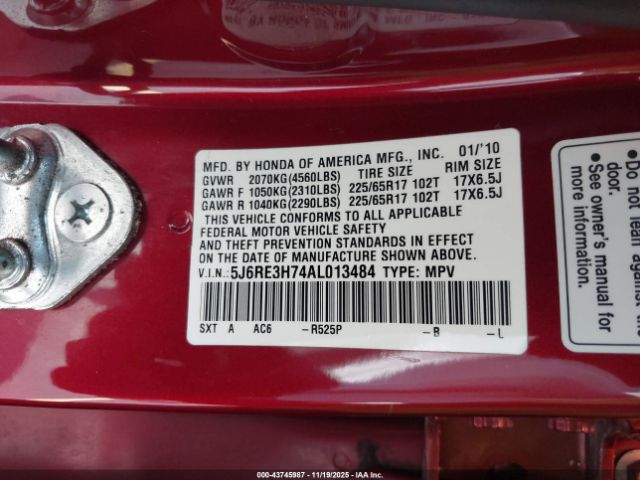 MFD. BY HONDA OF AMERICA MFG., INC. 01/'10
GVWR 2070KG(4560LBS) TIRE SIZE RIM SIZE
GAWR F 1050KG(2310LBS) 225/65R17 102T 17X6.5J
GAWR R 1040KG(2290LBS) 225/65R17 102T 17X6.5J
THIS VEHICLE CONFORMS TO ALL APPLICABLE
FEDERAL MOTOR VEHICLE SAFETY
AND THEFT PREVENTION STANDARDS IN EFFECT
ON THE DATE OF MANUFACTURE SHOWN ABOVE.
V.I.N.:5J6RE3H74AL013484 TYPE: MPV
SXT A AC6 -R525P -B -L
• Do not
door.
• See owner's
manual for
more
information.
000-43745987 - 11/19/2025 - IAA Inc.